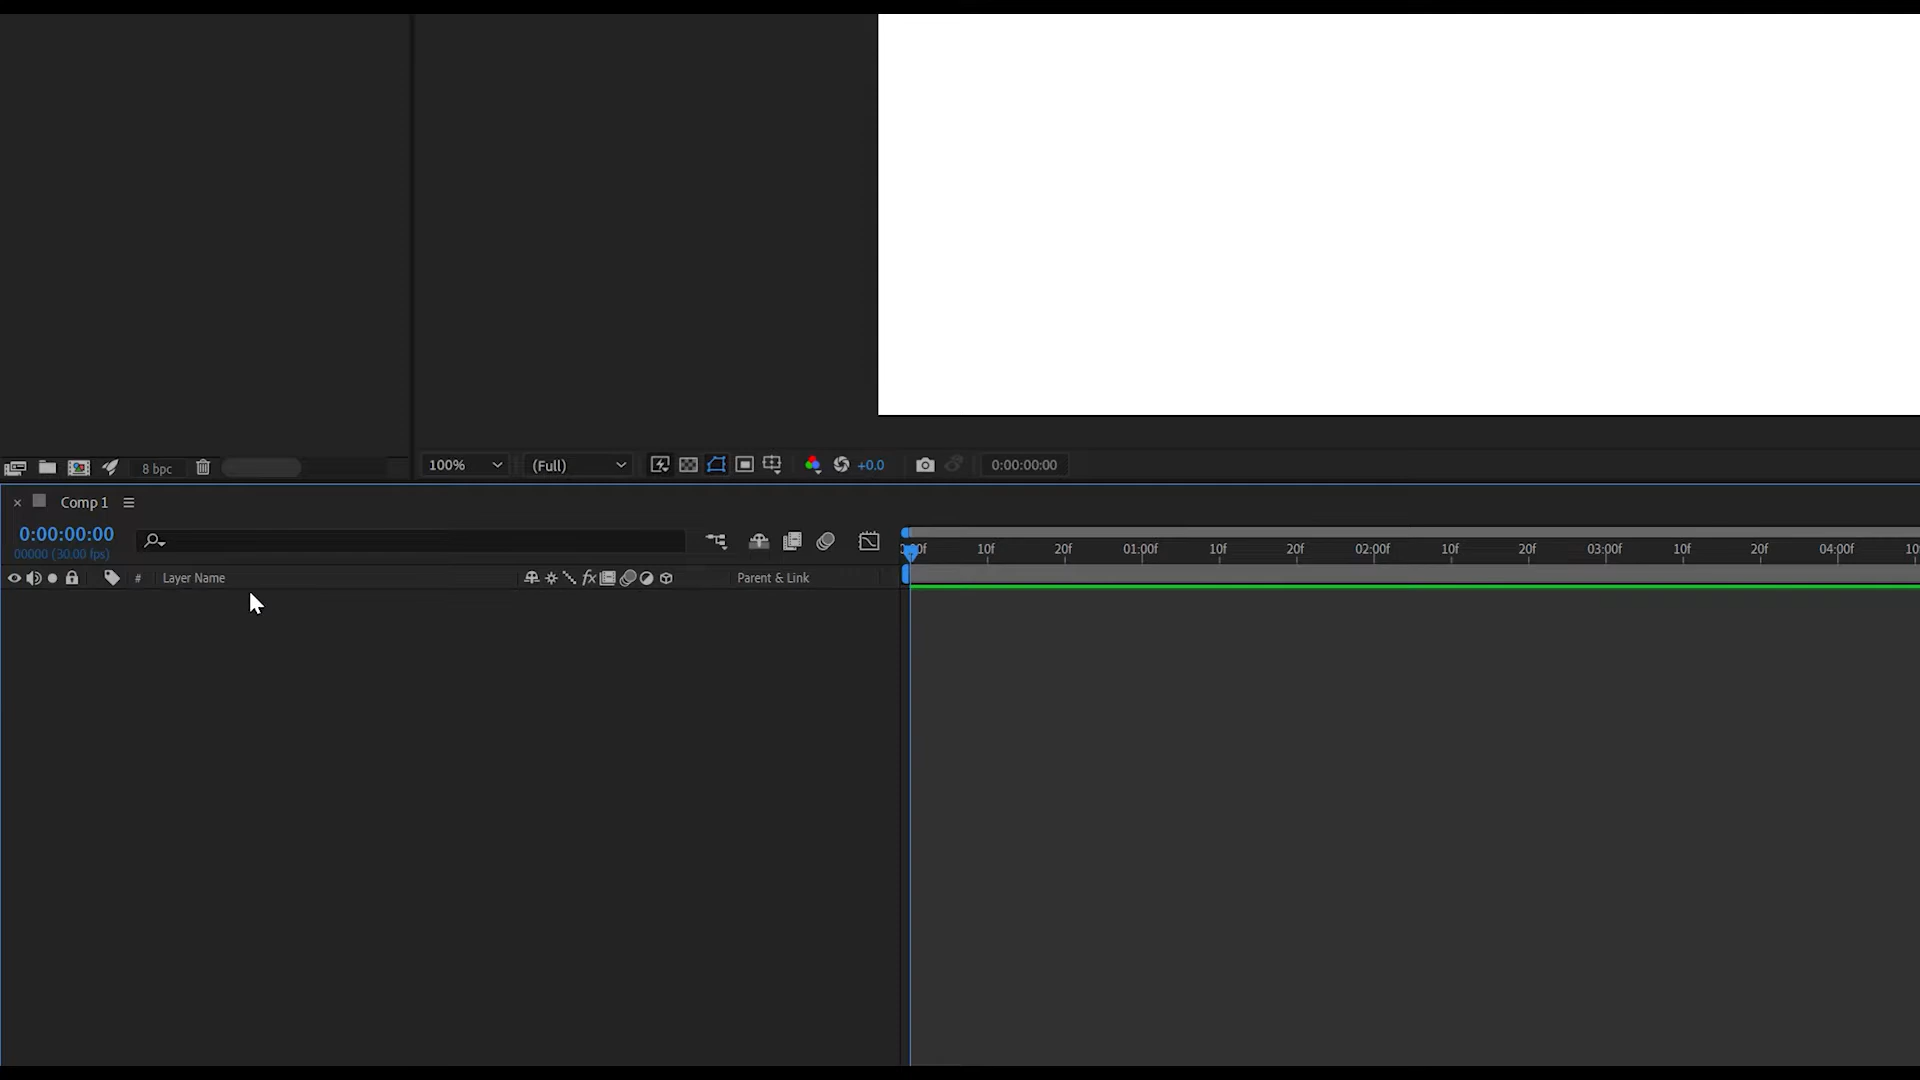 8 bpc
100%
(Full)
+0.0
0:00:00:00
Comp 1
0:00:00:00
00000 (30.00 fps)
10f 20f 01:00f 10f 20f 02:00f 10f 20f 03:00f 10f 20f 04:00f
# Layer Name
fx
Parent & Link